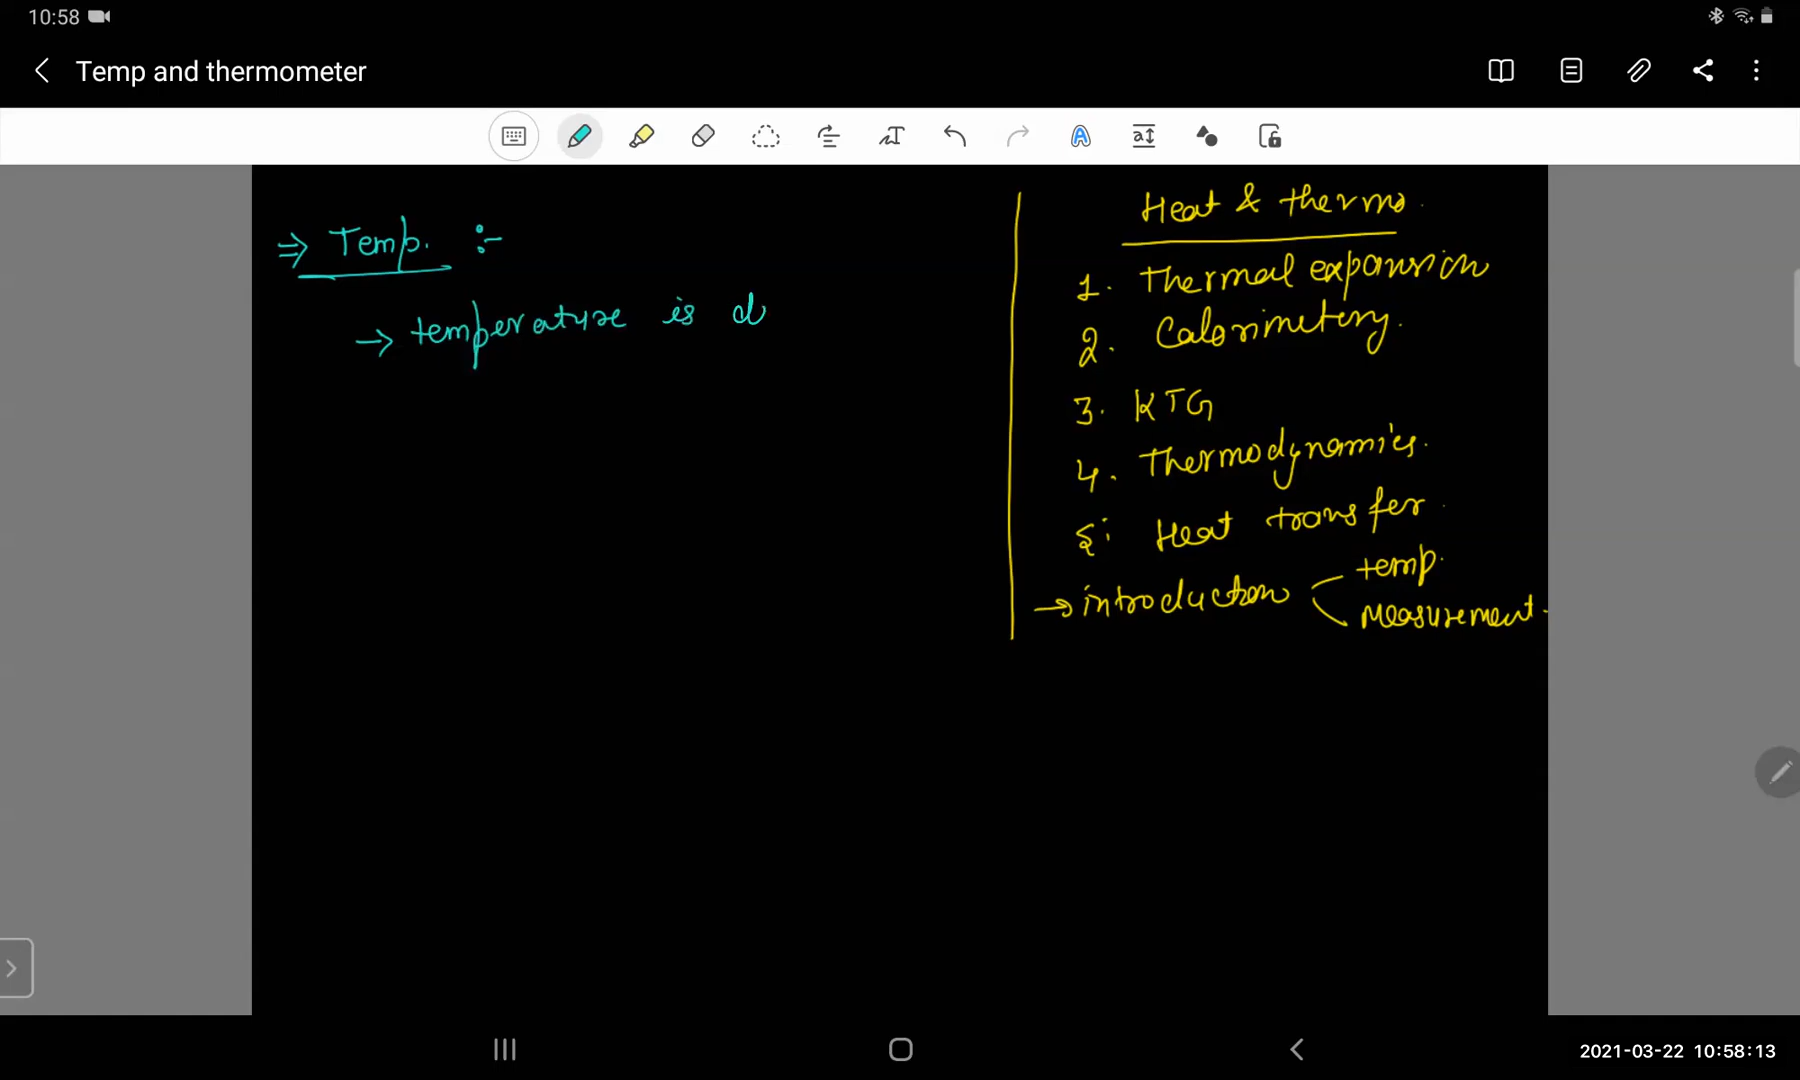 10:58
Temp and thermometer
⇒ Temp. :-
→ temperature is d
Heat & thermo.
1. Thermal expansion
2. Calorimetery.
3. KTG
4. Thermodynamics.
5. Heat transfer.
→ introduction temp.
measurement.
2021-03-22 10:58:13